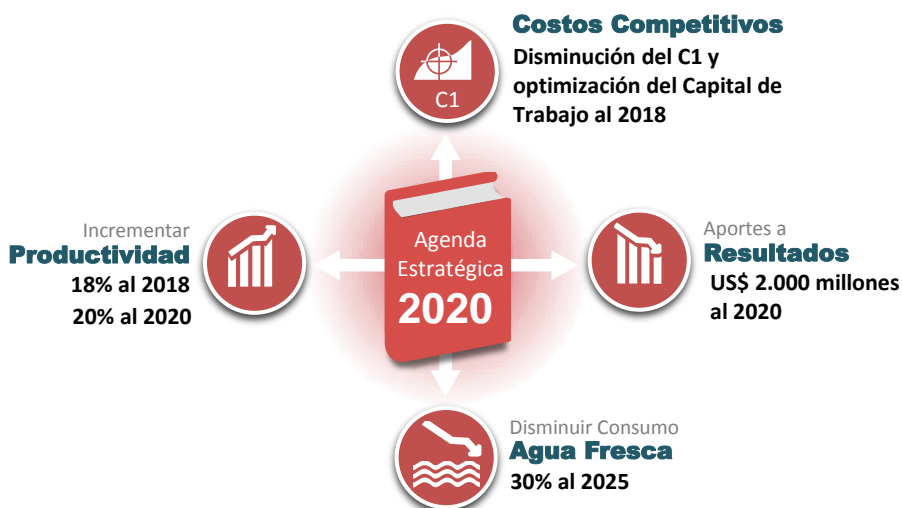 Costos Competitivos
Disminución del C1 y
optimización del Capital de
Trabajo al 2018
C1
Incrementar
Productividad
18% al 2018
20% al 2020
Agenda
Estratégica
2020
Aportes a
Resultados
US$ 2.000 millones
al 2020
Disminuir Consumo
Agua Fresca
30% al 2025